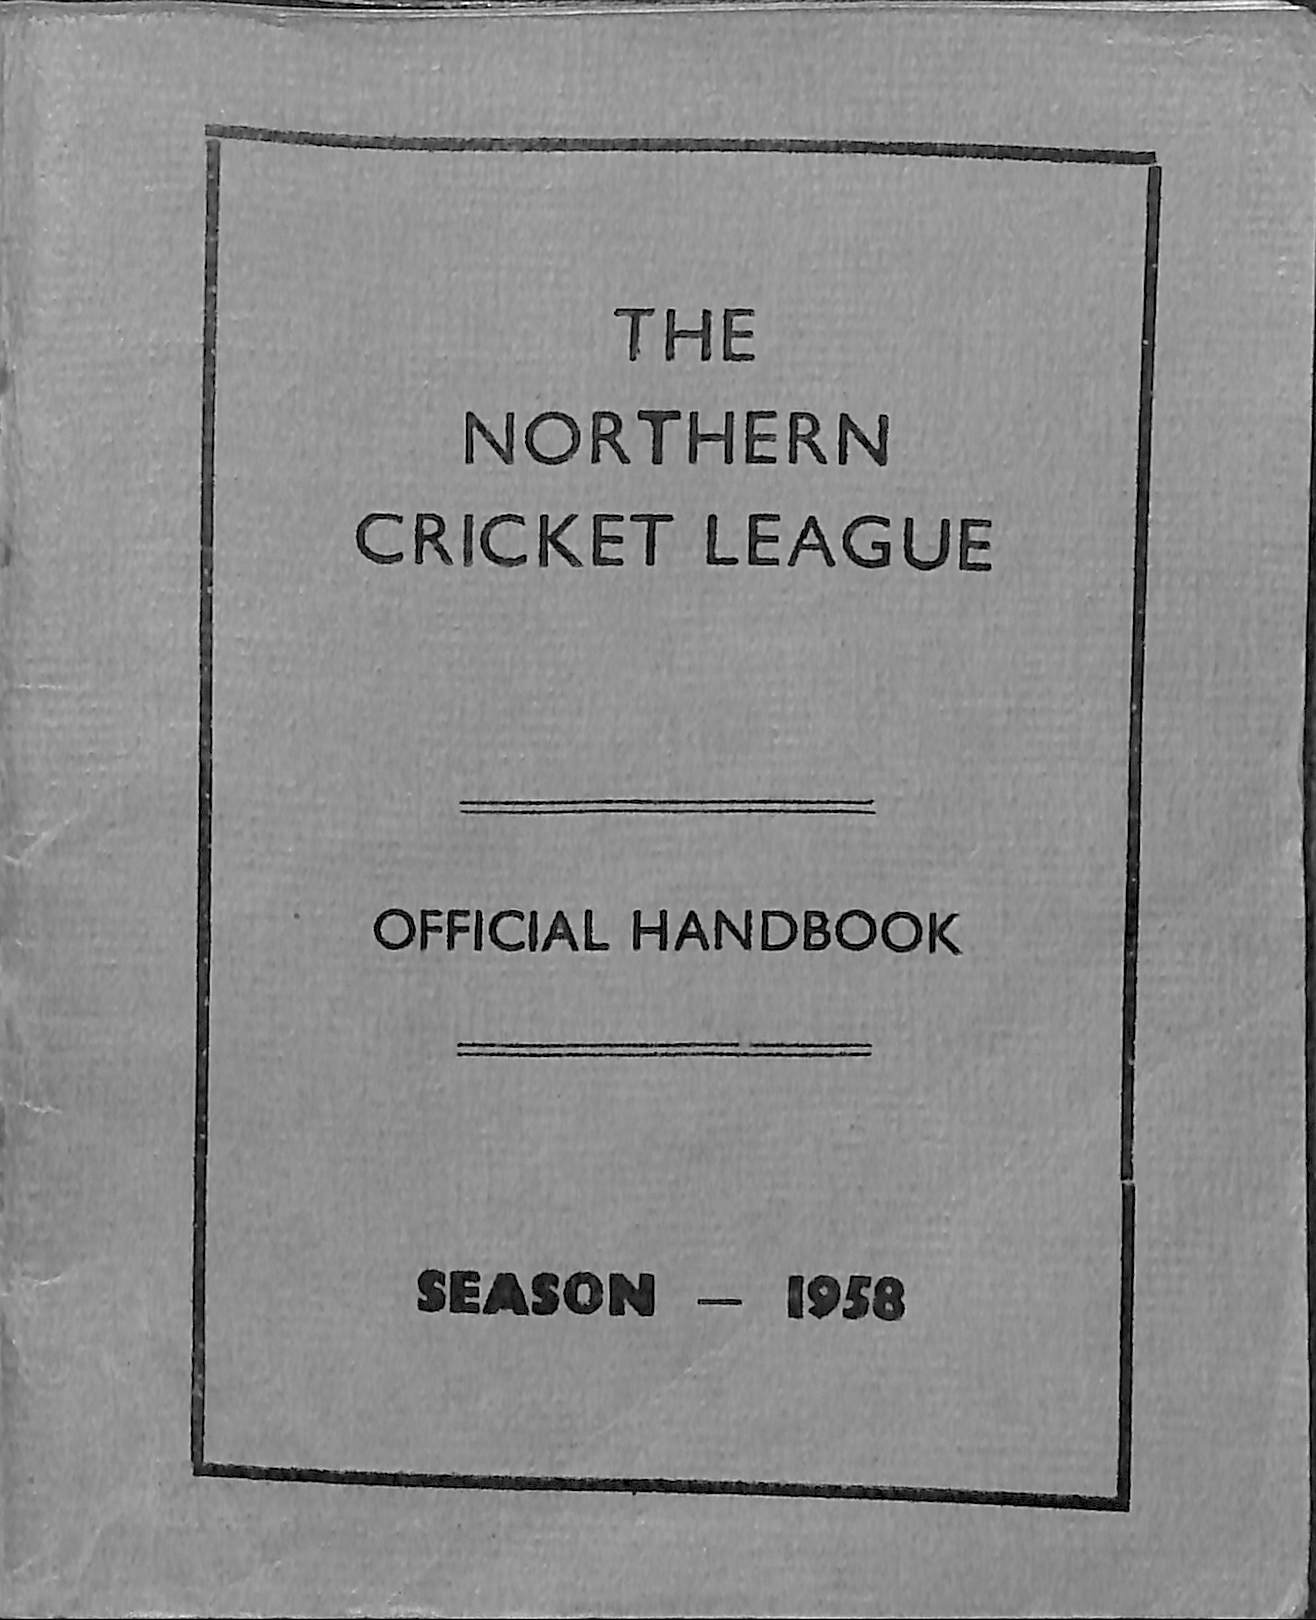 THE
NORTHERN
CRICKET LEAGUE
OFFICIAL HANDBOOK
SEASON — 1958